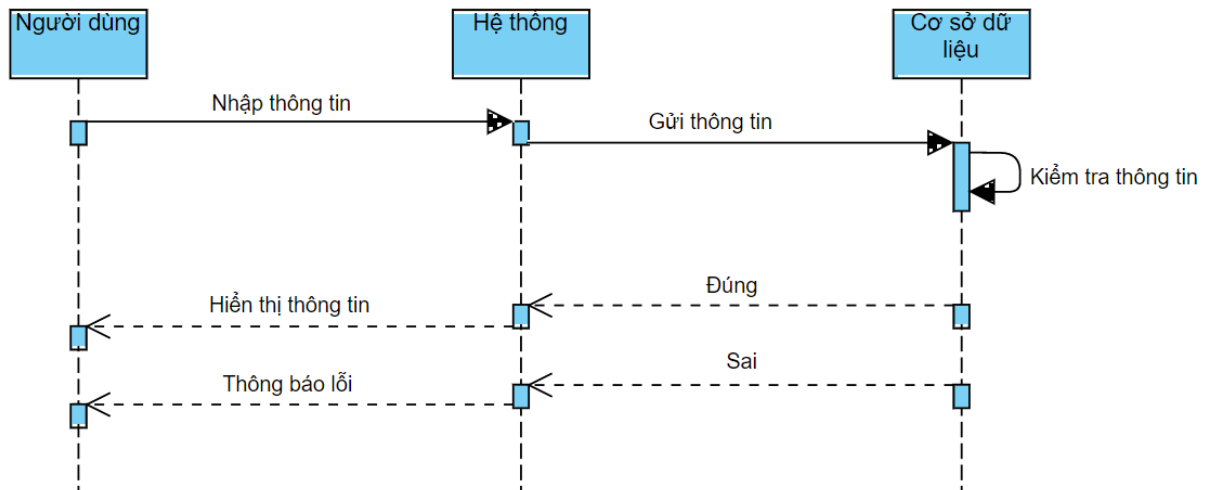 Người dùng
Hệ thống
Cơ sở dữ
liệu
Nhập thông tin
Gửi thông tin
Kiểm tra thông tin
Đúng
Hiển thị thông tin
Sai
Thông báo lỗi